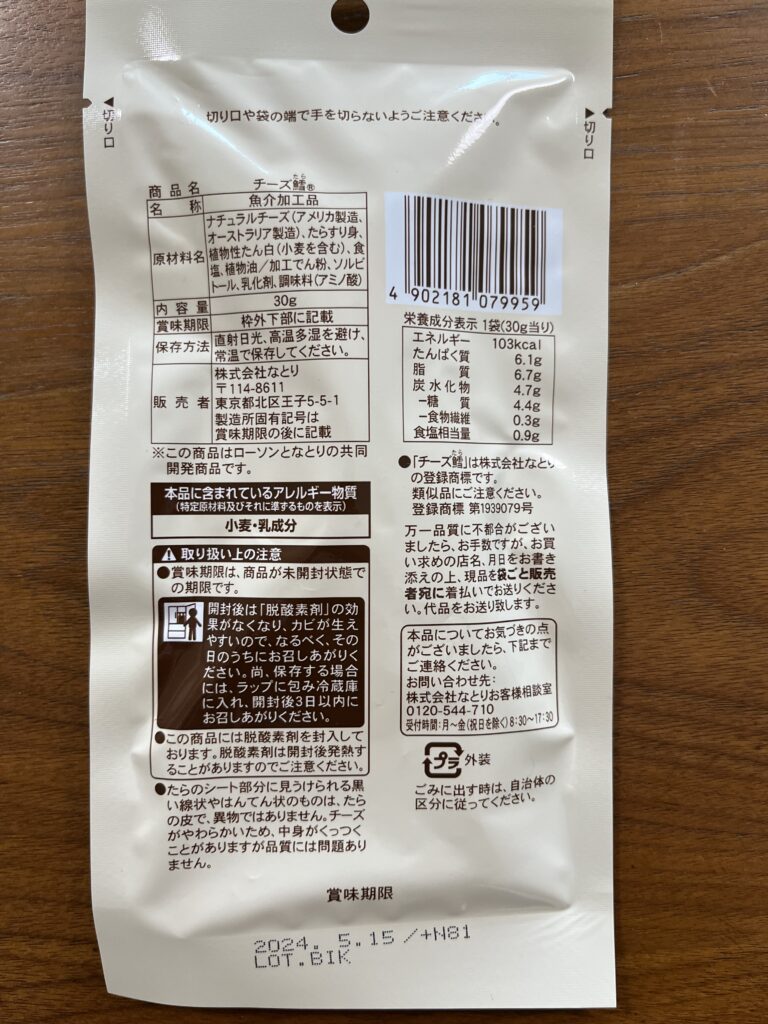 切り口や袋の端で手を切らないようご注意ください。
◀切り口
▶切り口
商品名 チーズ鱈®
たら
名称 魚介加工品
原材料名 ナチュラルチーズ(アメリカ製造、
オーストラリア製造)、たらすり身、
植物性たん白(小麦を含む)、食
塩、植物油/加工でん粉、ソルビ
トール、乳化剤、調味料(アミノ酸)
内容量 30g
賞味期限 枠外下部に記載
保存方法 直射日光、高温多湿を避け、
常温で保存してください。
販売者 株式会社なとり
〒114-8611
東京都北区王子5-5-1
製造所固有記号は
賞味期限の後に記載
※この商品はローソンとなとりの共同
開発商品です。
本品に含まれているアレルギー物質
(特定原材料及びそれに準ずるものを表示)
小麦・乳成分
取り扱い上の注意
●賞味期限は、商品が未開封状態で
の期限です。
開封後は「脱酸素剤」の効
果がなくなり、カビが生え
やすいので、なるべく、その
日のうちにお召しあがりく
ださい。尚、保存する場合
には、ラップに包み冷蔵庫
に入れ、開封後3日以内に
お召しあがりください。
●この商品には脱酸素剤を封入して
おります。脱酸素剤は開封後発熱す
ることがありますのでご注意ください。
●たらのシート部分に見うけられる黒
い線状やはんてん状のものは、たら
の皮で、異物ではありません。チーズ
がやわらかいため、中身がくっつく
ことがありますが品質には問題あり
ません。
4 902181 079959
栄養成分表示 1袋(30g当り)
エネルギー 103kcal
たんぱく質 6.1g
脂質 6.7g
炭水化物 4.7g
-糖質 4.4g
-食物繊維 0.3g
食塩相当量 0.9g
たら
●「チーズ鱈」は株式会社なとり
の登録商標です。
類似品にご注意ください。
登録商標 第1939079号
万一品質に不都合がござい
ましたら、お手数ですが、お買
い求めの店名、月日をお書き
添えの上、現品を袋ごと販売
者宛に着払いでお送りくださ
い。代品をお送り致します。
本品についてお気づきの点
がございましたら、下記まで
ご連絡ください。
お問い合わせ先:
株式会社なとりお客様相談室
0120-544-710
受付時間:月〜金(祝日を除く)8:30〜17:30
プラ 外装
ごみに出す時は、自治体の
区分に従ってください。
賞味期限
2024. 5.15 /+N81
LOT.BIK